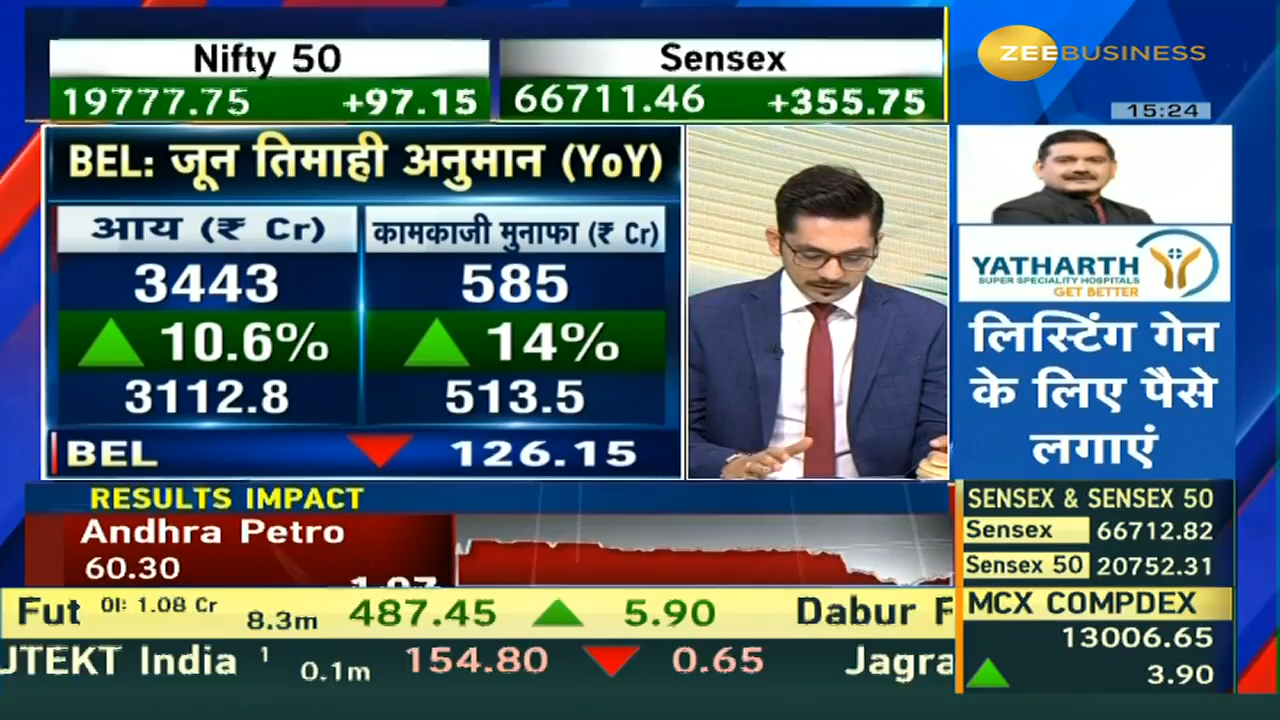 Nifty 50
19777.75 +97.15
Sensex
66711.46 +355.75
ZEEBUSINESS
15:24
BEL: जून तिमाही अनुमान (YoY)
आय (₹ Cr)
कामकाजी मुनाफा (₹ Cr)
3443
585
10.6%
14%
3112.8
513.5
BEL 126.15
YATHARTH
SUPER SPECIALITY HOSPITALS
GET BETTER
लिस्टिंग गेन
के लिए पैसे
लगाएं
RESULTS IMPACT
Andhra Petro
60.30
SENSEX & SENSEX 50
Sensex 66712.82
Sensex 50 20752.31
MCX COMPDEX
13006.65
3.90
Fut OI: 1.08 Cr 8.3m 487.45 5.90 Dabur
JTEKT India 1 0.1m 154.80 0.65 Jagra